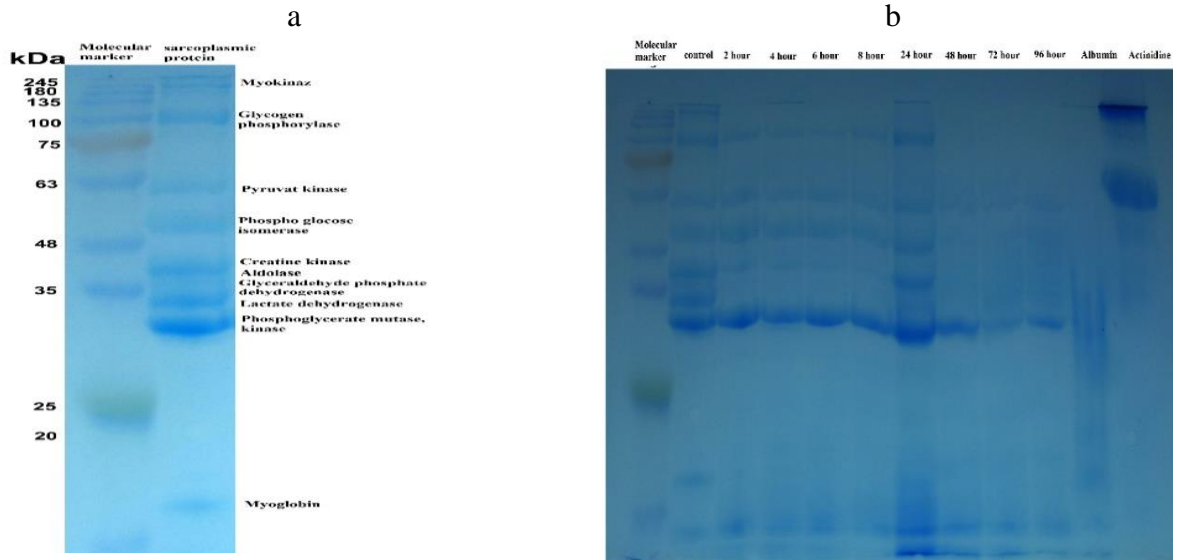 a
b
kDa
Molecular marker
sarcoplasmic protein
245
180
135
100
75
63
48
35
25
20
Myokinaz
Glycogen phosphorylase
Pyruvat kinase
Phospho glocose isomerase
Creatine kinase
Aldolase
Glyceraldehyde phosphate dehydrogenase
Lactate dehydrogenase
Phosphoglycerate mutase, kinase
Myoglobin
Molecular marker
control
2 hour
4 hour
6 hour
8 hour
24 hour
48 hour
72 hour
96 hour
Albumin
Actinidine